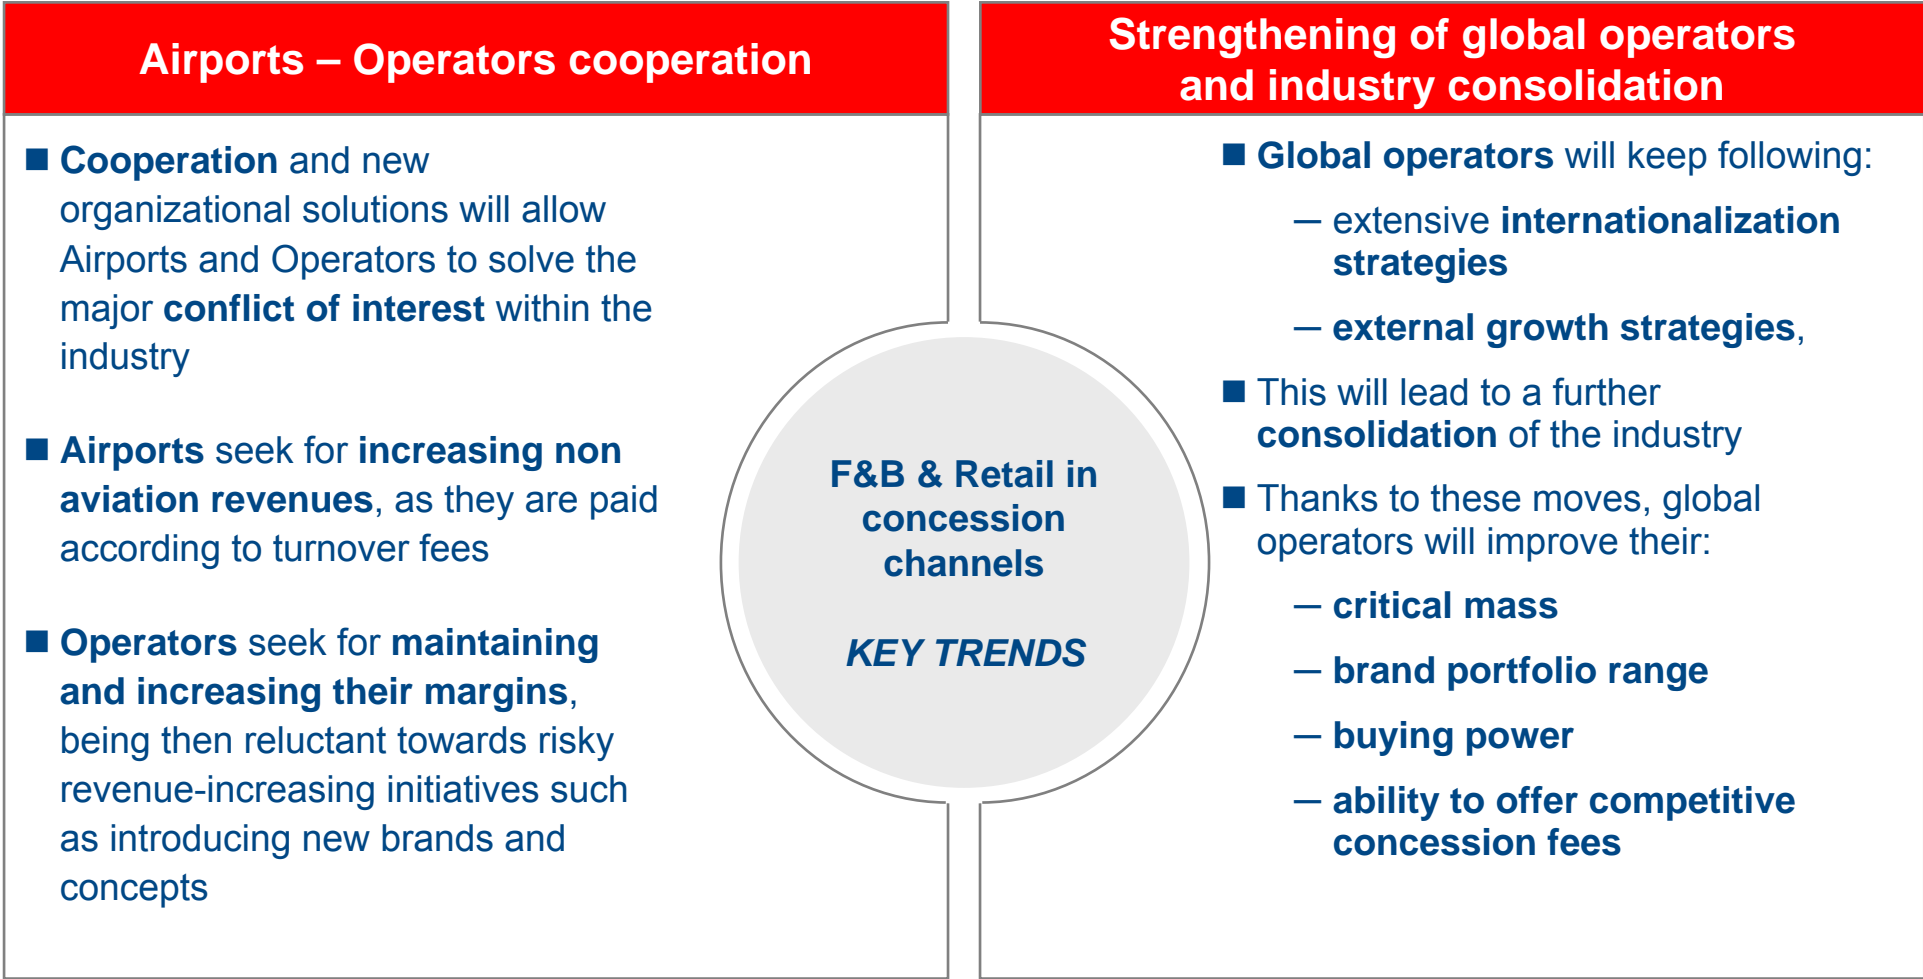 Airports – Operators cooperation
■ Cooperation and new
organizational solutions will allow
Airports and Operators to solve the
major conflict of interest within the
industry
■ Airports seek for increasing non
aviation revenues, as they are paid
according to turnover fees
■ Operators seek for maintaining
and increasing their margins,
being then reluctant towards risky
revenue-increasing initiatives such
as introducing new brands and
concepts
F&B & Retail in
concession
channels
KEY TRENDS
Strengthening of global operators
and industry consolidation
■ Global operators will keep following:
— extensive internationalization
strategies
— external growth strategies,
■ This will lead to a further
consolidation of the industry
■ Thanks to these moves, global
operators will improve their:
— critical mass
— brand portfolio range
— buying power
— ability to offer competitive
concession fees